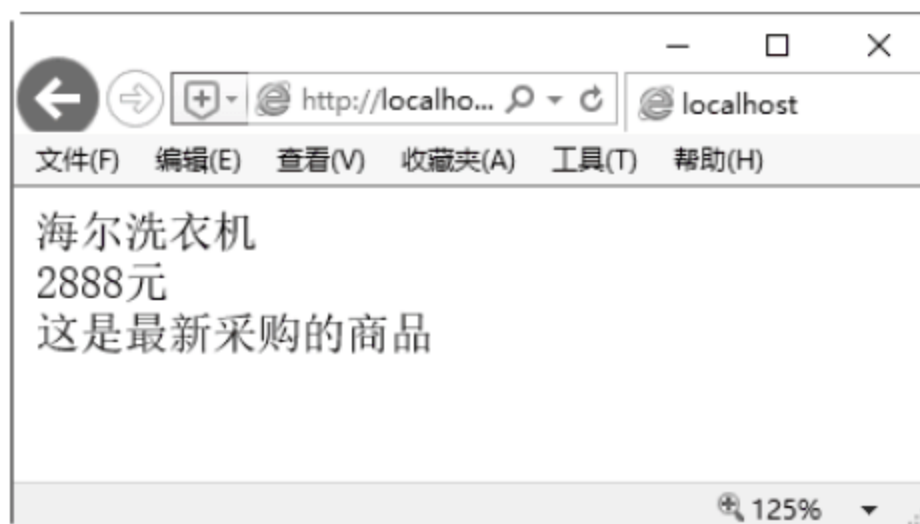 http://localho...
localhost
文件(F) 编辑(E) 查看(V) 收藏夹(A) 工具(T) 帮助(H)
海尔洗衣机
2888元
这是最新采购的商品
125%